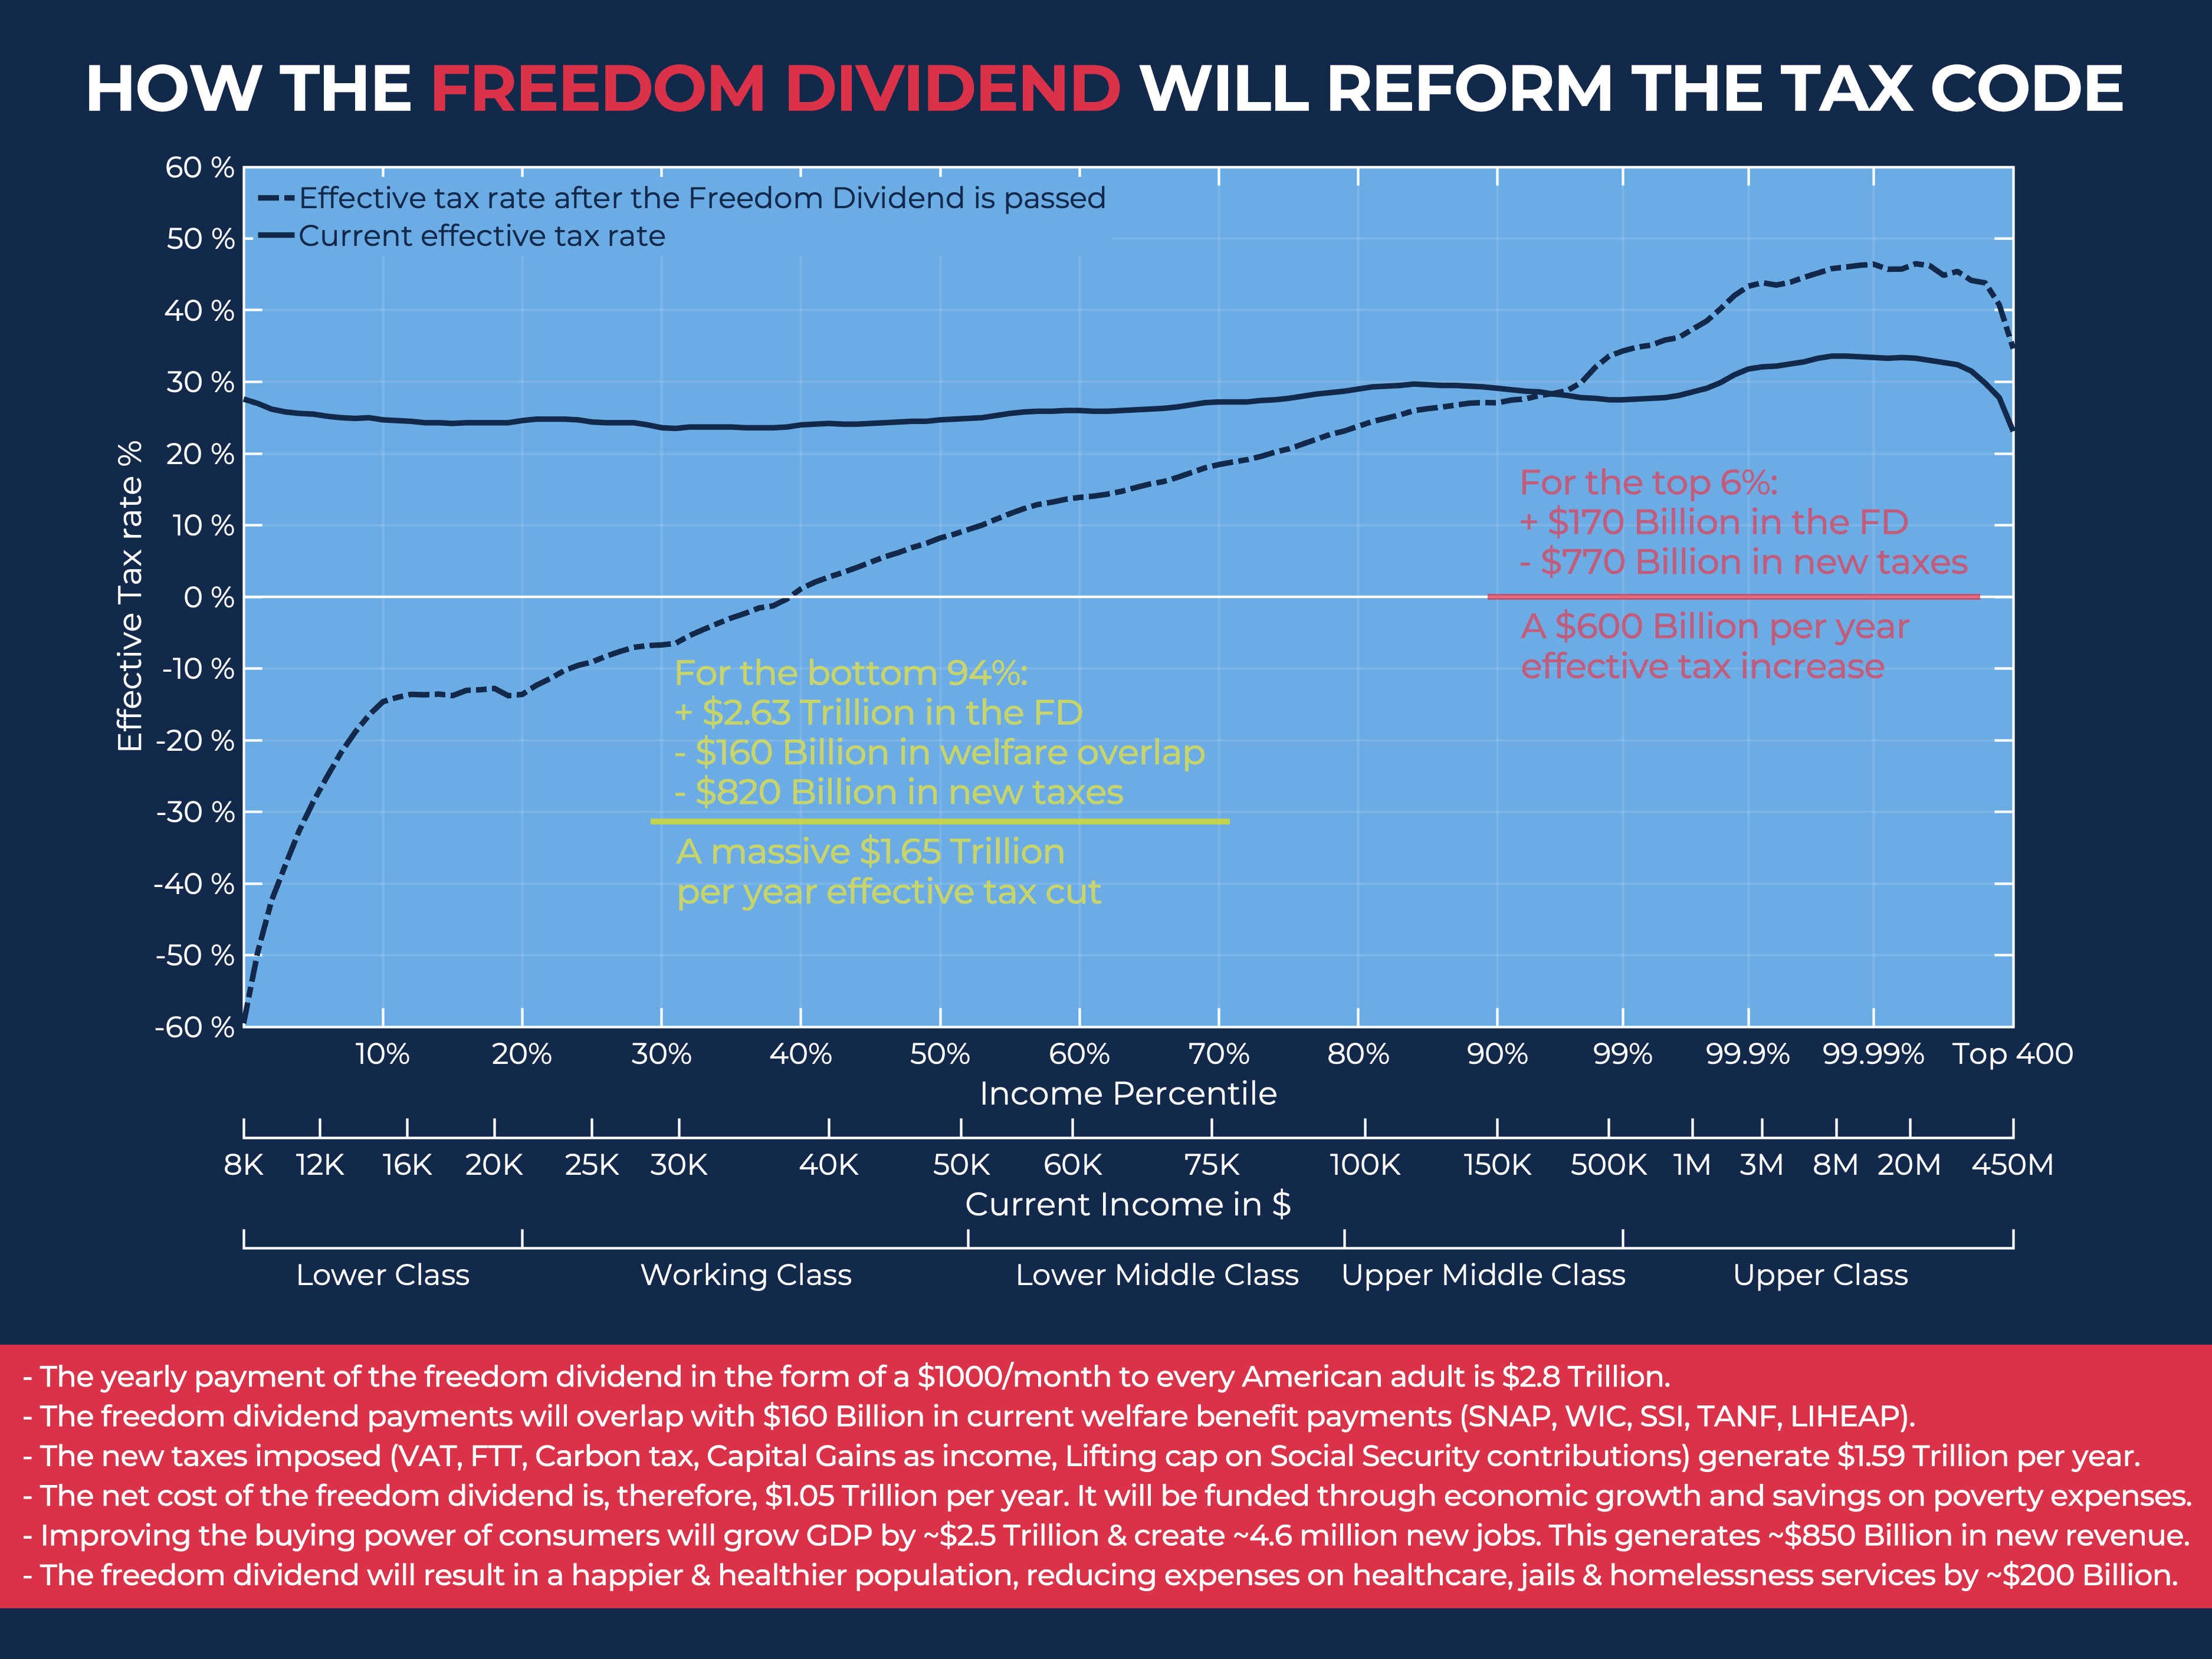 HOW THE FREEDOM DIVIDEND WILL REFORM THE TAX CODE
Effective tax rate after the Freedom Dividend is passed
Current effective tax rate
Effective Tax rate %
60 %
50 %
40 %
30 %
20 %
10 %
0 %
-10 %
-20 %
-30 %
-40 %
-50 %
-60 %
For the top 6%:
+ $170 Billion in the FD
- $770 Billion in new taxes
A $600 Billion per year
effective tax increase
For the bottom 94%:
+ $2.63 Trillion in the FD
- $160 Billion in welfare overlap
- $820 Billion in new taxes
A massive $1.65 Trillion
per year effective tax cut
10% 20% 30% 40% 50% 60% 70% 80% 90% 99% 99.9% 99.99% Top 400
Income Percentile
8K 12K 16K 20K 25K 30K 40K 50K 60K 75K 100K 150K 500K 1M 3M 8M 20M 450M
Current Income in $
Lower Class Working Class Lower Middle Class Upper Middle Class Upper Class
- The yearly payment of the freedom dividend in the form of a $1000/month to every American adult is $2.8 Trillion.
- The freedom dividend payments will overlap with $160 Billion in current welfare benefit payments (SNAP, WIC, SSI, TANF, LIHEAP).
- The new taxes imposed (VAT, FTT, Carbon tax, Capital Gains as income, Lifting cap on Social Security contributions) generate $1.59 Trillion per year.
- The net cost of the freedom dividend is, therefore, $1.05 Trillion per year. It will be funded through economic growth and savings on poverty expenses.
- Improving the buying power of consumers will grow GDP by ~$2.5 Trillion & create ~4.6 million new jobs. This generates ~$850 Billion in new revenue.
- The freedom dividend will result in a happier & healthier population, reducing expenses on healthcare, jails & homelessness services by ~$200 Billion.